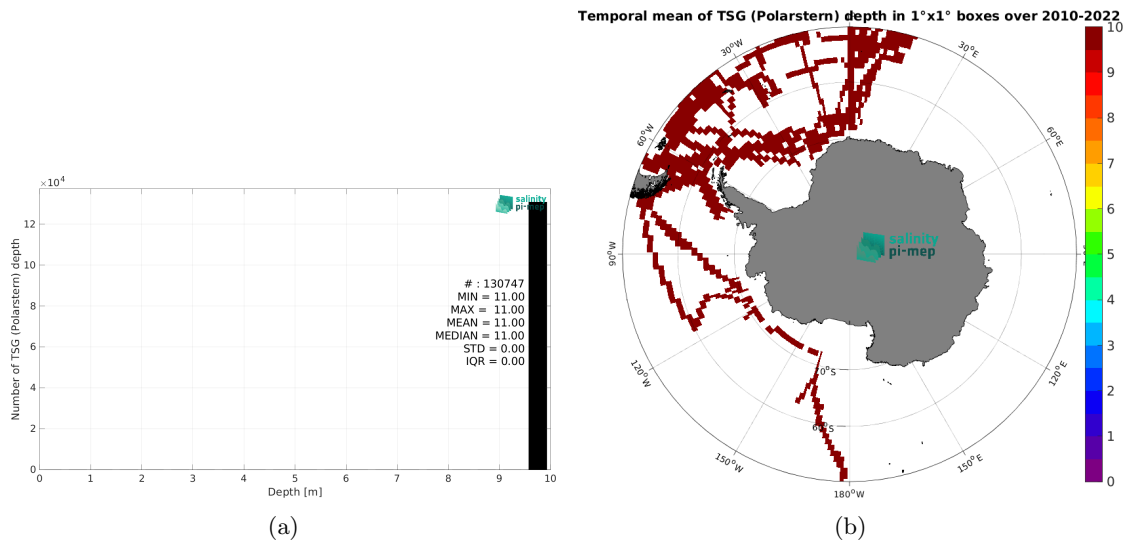 Temporal mean of TSG (Polarstern) depth in 1°x1° boxes over 2010-2022
×10⁴
12
10
8
6
4
2
0
Number of TSG (Polarstern) depth
salinity
pi-mep
# : 130747
MIN = 11.00
MAX = 11.00
MEAN = 11.00
MEDIAN = 11.00
STD = 0.00
IQR = 0.00
0 1 2 3 4 5 6 7 8 9 10
Depth [m]
(a)
30°W
30°E
60°W
60°E
90°W
salinity
pi-mep
120°W
120°E
150°W
150°E
180°W
70°S
60°S
10
9
8
7
6
5
4
3
2
1
0
(b)